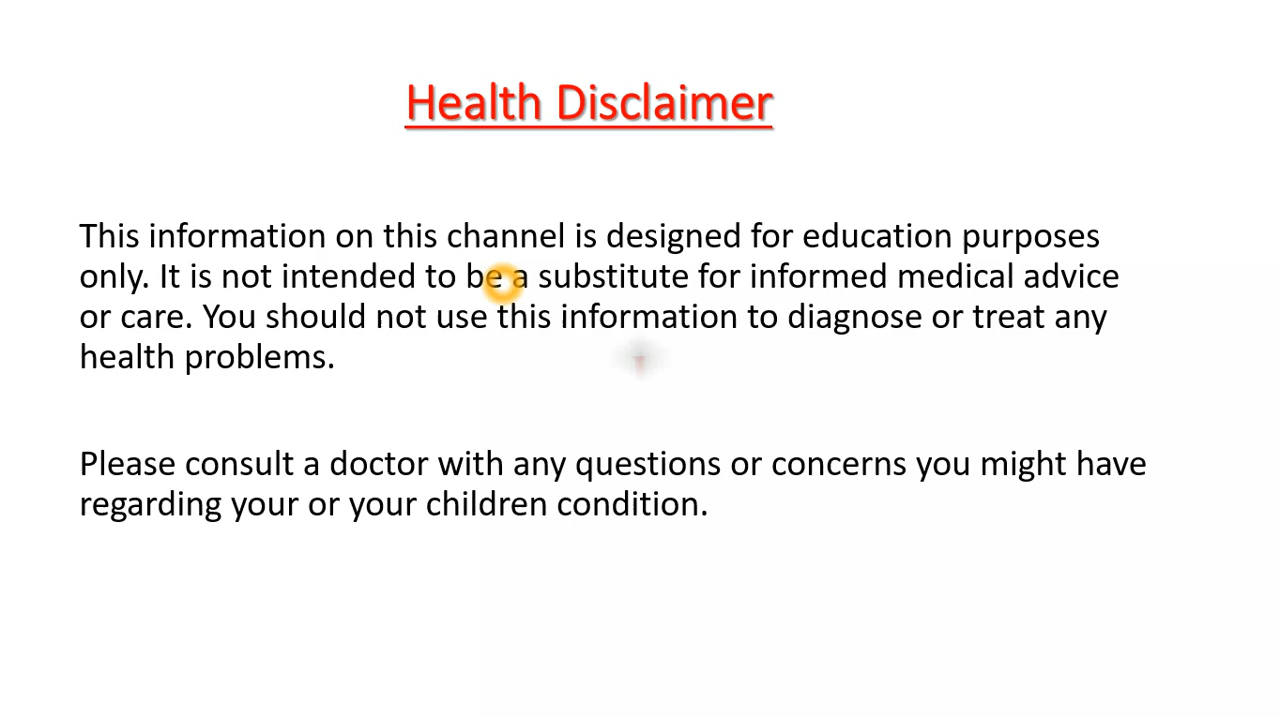 Health Disclaimer
This information on this channel is designed for education purposes
only. It is not intended to be a substitute for informed medical advice
or care. You should not use this information to diagnose or treat any
health problems.
Please consult a doctor with any questions or concerns you might have
regarding your or your children condition.